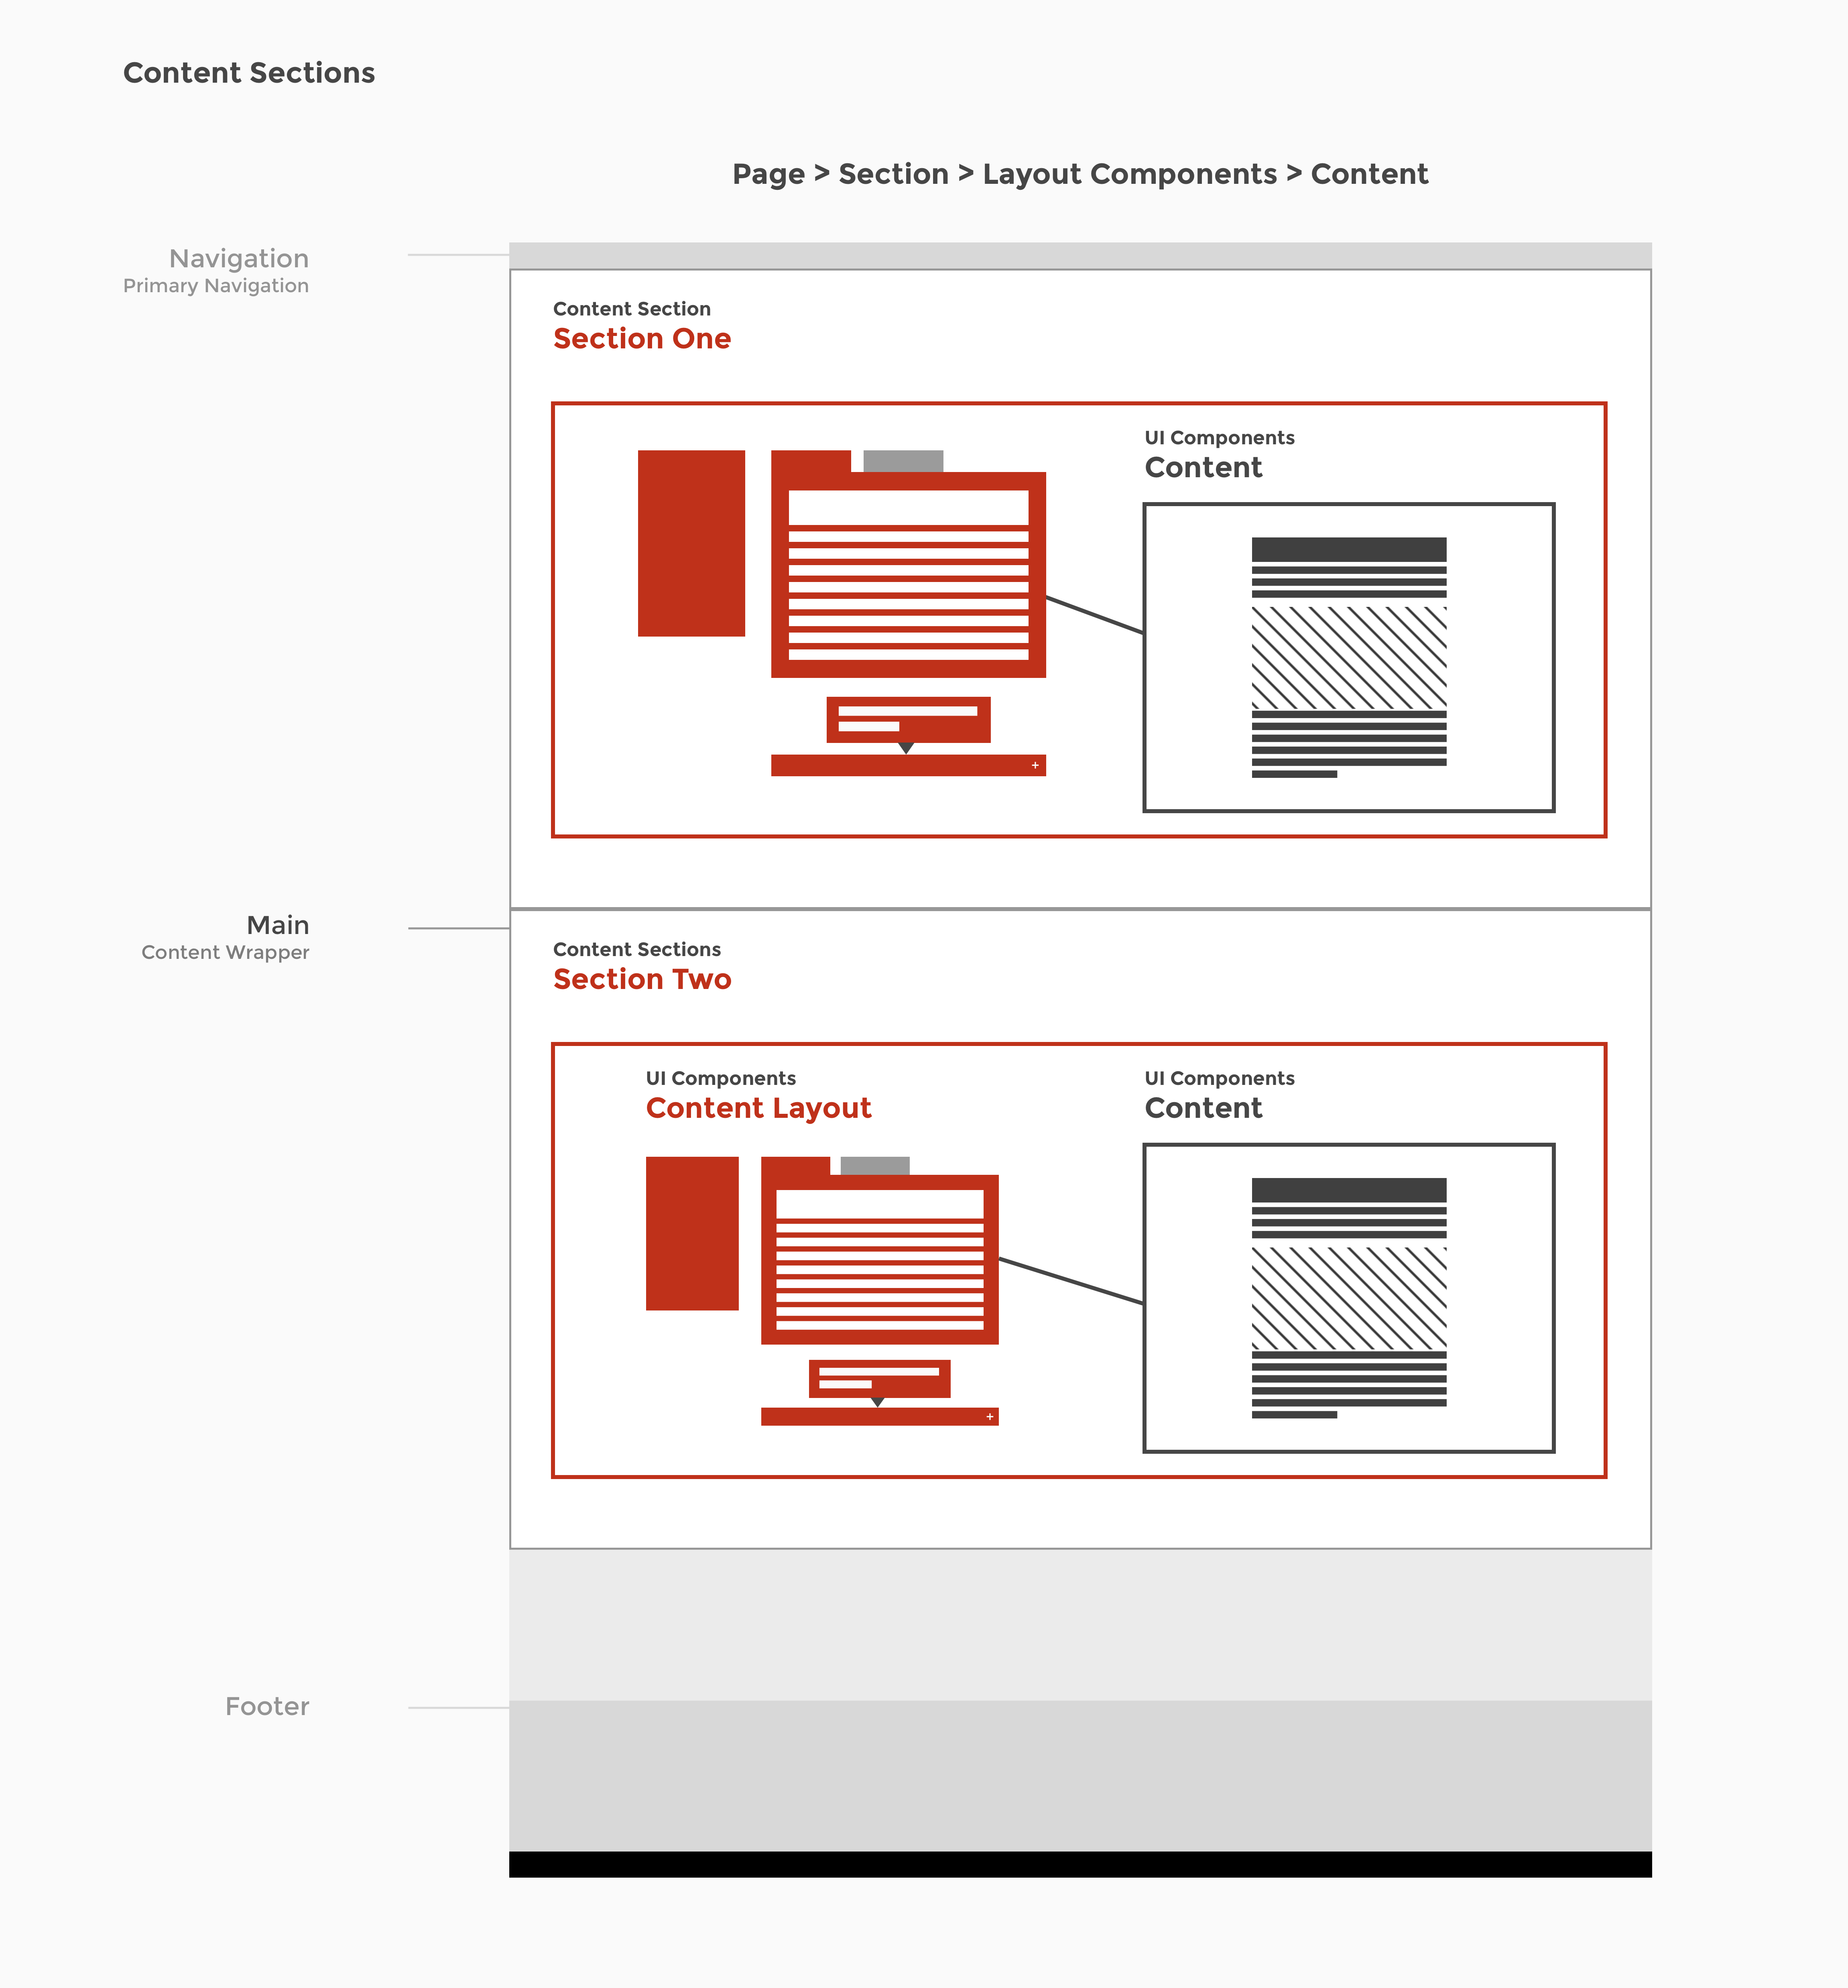 Content Sections
Page > Section > Layout Components > Content
Navigation
Primary Navigation
Content Section
Section One
UI Components
Content
+
Main
Content Wrapper
Content Sections
Section Two
UI Components
Content Layout
UI Components
Content
+
Footer